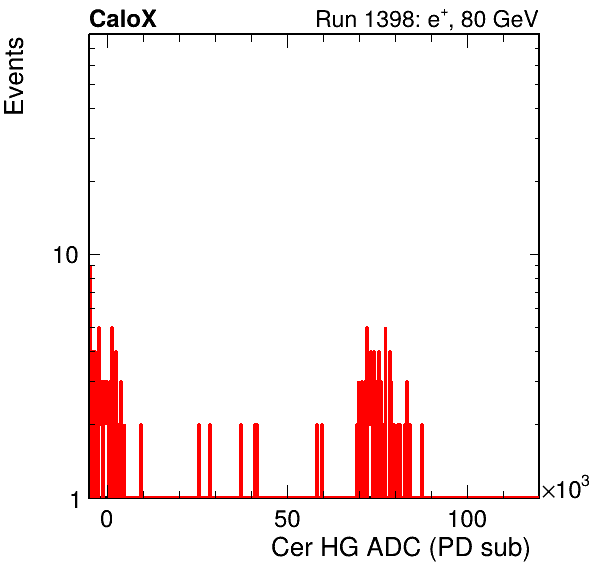 CaloX Run 1398: e⁺, 80 GeV
Events
10
1
0 50 100 ×10³
Cer HG ADC (PD sub)